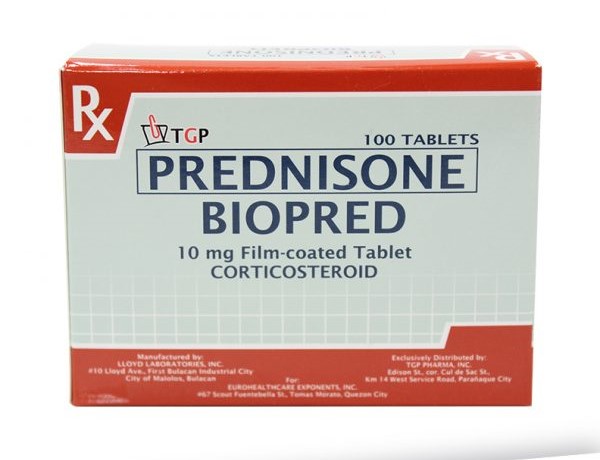 PREDNISONE
100 TABLETS
Rx
TGP
100 TABLETS
PREDNISONE
BIOPRED
10 mg Film-coated Tablet
CORTICOSTEROID
Manufactured by:
LLOYD LABORATORIES, INC.
#10 Lloyd Ave., First Bulacan Industrial City
City of Malolos, Bulacan
For:
EUROHEALTHCARE EXPONENTS, INC.
#67 Scout Fuentebella St., Tomas Morato, Quezon City
Exclusively Distributed by:
TGP PHARMA, INC.
Edison St., cor. Cul de Sac St.,
Km 14 West Service Road, Parañaque City